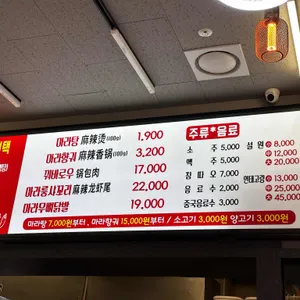 택
마라탕 麻辣烫(100g) 1,900
마라향궈 麻辣香锅(100g) 3,200
꿔바로우 锅包肉 17,000
마라롱샤꼬리 麻辣龙虾尾 22,000
마라우뼈닭발 19,000
마라탕 7,000원부터 , 마라향궈 15,000원부터 / 소고기 3,000원 양고기 3,000원
주류*음료
소 주 5,000
맥 주 5,000
칭 따 오 7,000
음 료 수 2,000
중국음료수 3,000
설 원
8,000
12,000
20,000
연태고량
13,000
25,000
45,000